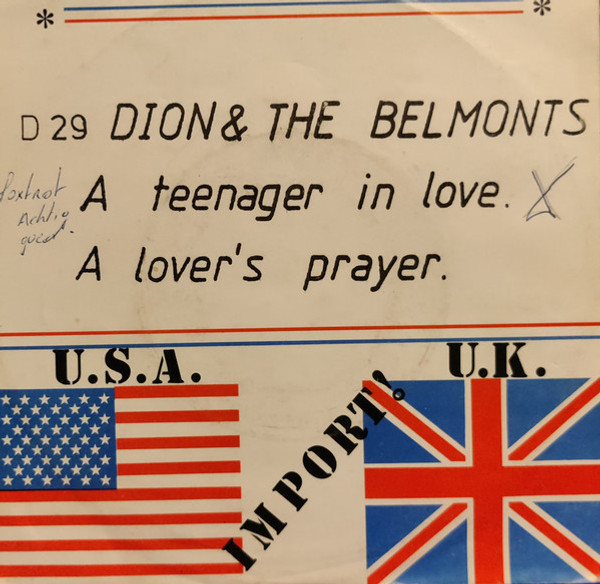 * *
D 29 DION & THE BELMONTS
foxtrot A teenager in love. X
A lover's prayer.
U.S.A. U.K.
IMPORT!